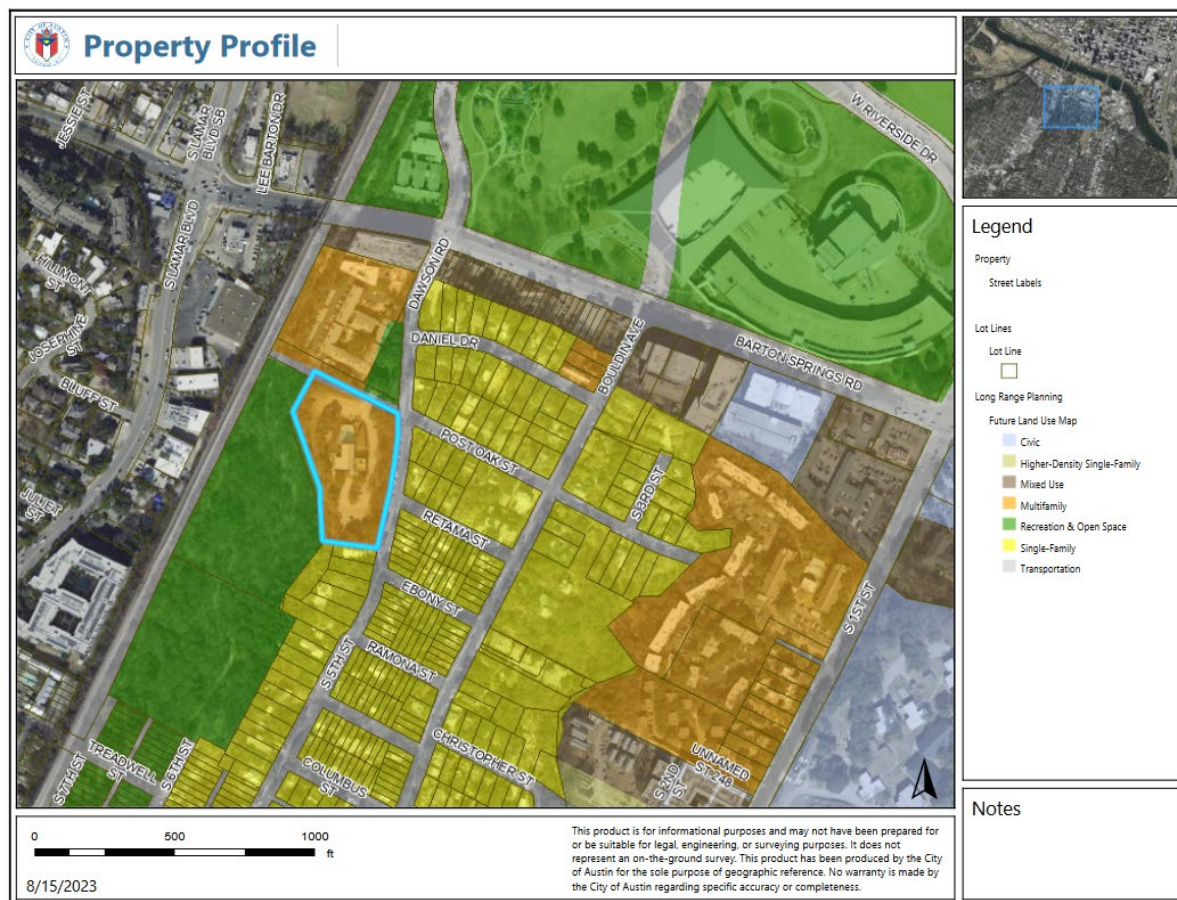 Property Profile
JESSIE ST
S LAMAR
BLVD SB
LEE BARTON DR
W RIVERSIDE DR
S LAMAR BLVD
HILLMONT
ST
JOSEPHINE
ST
BLUFF ST
JULIET
ST
DAWSON RD
DANIEL DR
BOULDIN AVE
BARTON SPRINGS RD
POST OAK ST
S 3RD ST
RETAMA ST
EBONY ST
RAMONA ST
S 5TH ST
S 1ST ST
CHRISTOPHER ST
COLUMBUS
ST
TREADWELL
ST
S 7TH ST
S 6TH ST
S 2ND
ST
UNNAMED
ST 248
Legend
Property
Street Labels
Lot Lines
Lot Line
Long Range Planning
Future Land Use Map
Civic
Higher-Density Single-Family
Mixed Use
Multifamily
Recreation & Open Space
Single-Family
Transportation
Notes
0 500 1000
ft
8/15/2023
This product is for informational purposes and may not have been prepared for
or be suitable for legal, engineering, or surveying purposes. It does not
represent an on-the-ground survey. This product has been produced by the City
of Austin for the sole purpose of geographic reference. No warranty is made by
the City of Austin regarding specific accuracy or completeness.